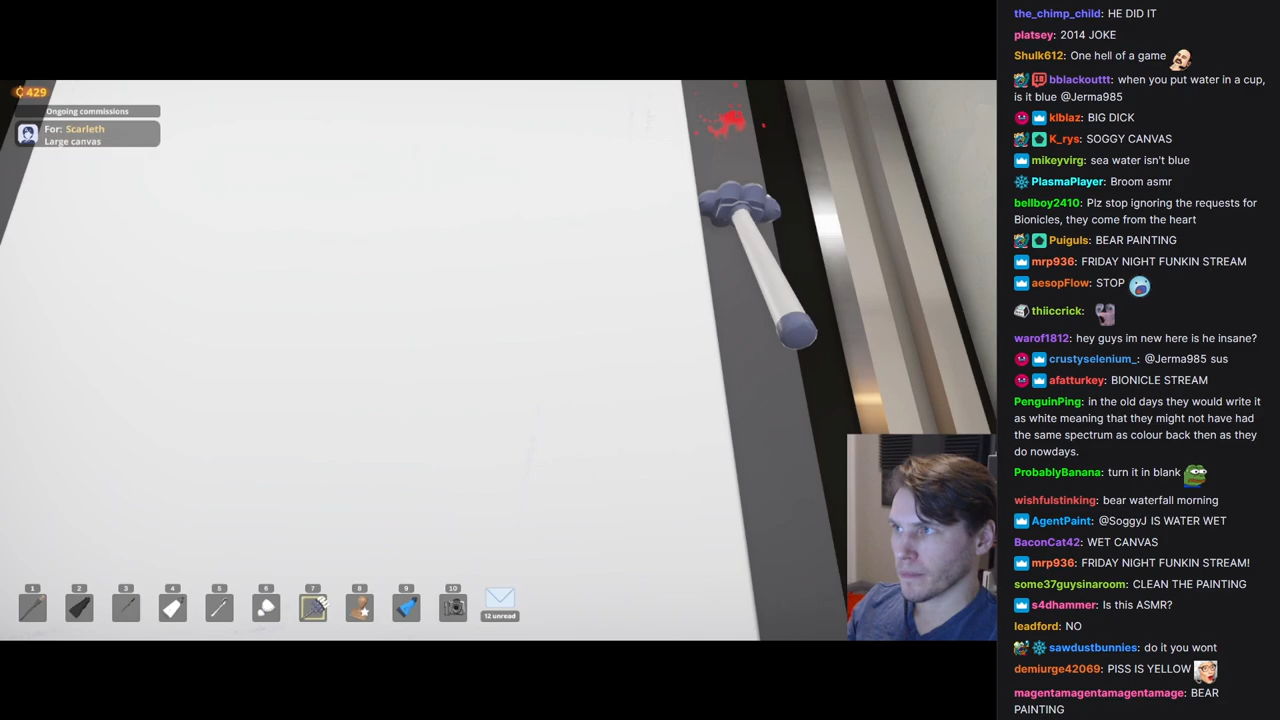 429
Ongoing commissions
For: Scarleth
Large canvas
1 2 3 4 5 6 7 8 9 10
12 unread
the_chimp_child: HE DID IT
platsey: 2014 JOKE
Shulk612: One hell of a game
bblackouttt: when you put water in a cup,
is it blue @Jerma985
klblaz: BIG DICK
K_rys: SOGGY CANVAS
mikeyvirg: sea water isn't blue
PlasmaPlayer: Broom asmr
bellboy2410: Plz stop ignoring the requests for
Bionicles, they come from the heart
Puiguls: BEAR PAINTING
mrp936: FRIDAY NIGHT FUNKIN STREAM
aesopFlow: STOP
thiiccrick:
warof1812: hey guys im new here is he insane?
crustyselenium_: @Jerma985 sus
afatturkey: BIONICLE STREAM
PenguinPing: in the old days they would write it
as white meaning that they might not have had
the same spectrum as colour back then as they
do nowdays.
ProbablyBanana: turn it in blank
wishfulstinking: bear waterfall morning
AgentPaint: @SoggyJ IS WATER WET
BaconCat42: WET CANVAS
mrp936: FRIDAY NIGHT FUNKIN STREAM!
some37guysinaroom: CLEAN THE PAINTING
s4dhammer: Is this ASMR?
leadford: NO
sawdustbunnies: do it you wont
demiurge42069: PISS IS YELLOW
magentamagentamagentamage: BEAR
PAINTING